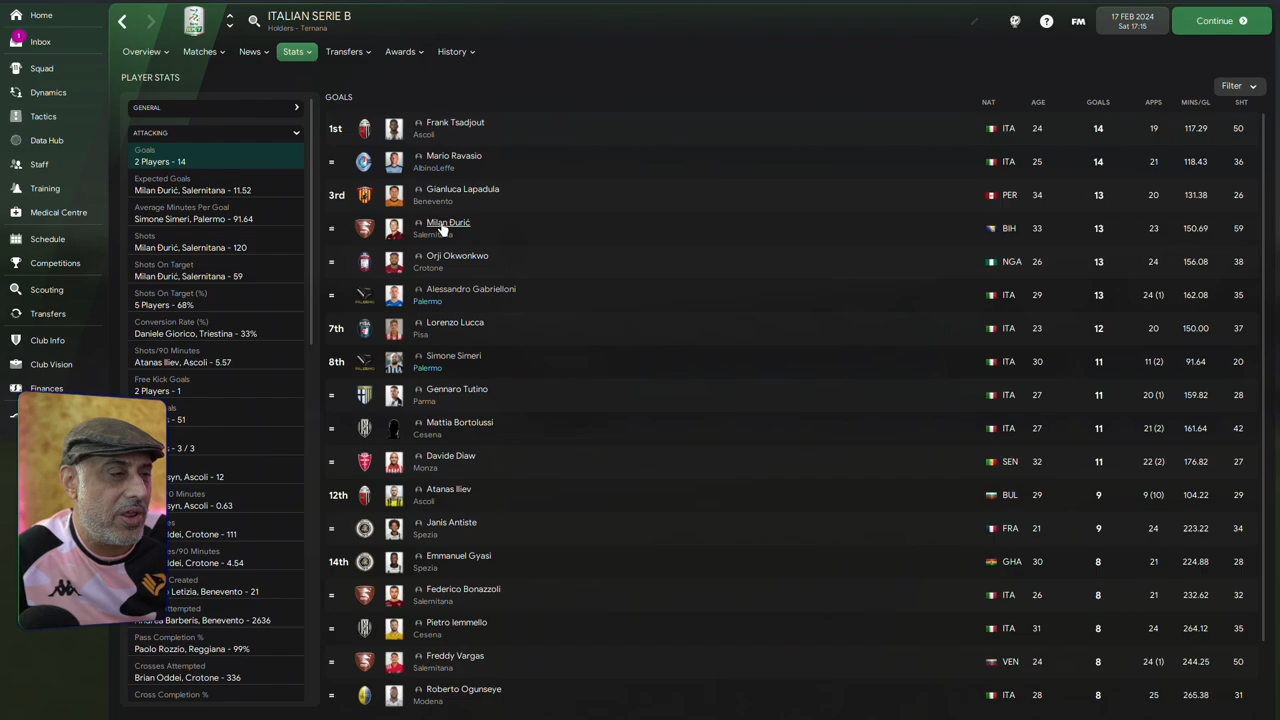 Home
1
Inbox
Squad
Dynamics
Tactics
Data Hub
Staff
Training
Medical Centre
Schedule
Competitions
Scouting
Transfers
Club Info
Club Vision
Finances
ITALIAN SERIE B
Holders - Ternana
? FM
17 FEB 2024
Sat 17:15
Continue
Overview Matches News Stats Transfers Awards History
PLAYER STATS
GENERAL
ATTACKING
Goals
2 Players - 14
Expected Goals
Milan Đurić, Salernitana - 11.52
Average Minutes Per Goal
Simone Simeri, Palermo - 91.64
Shots
Milan Đurić, Salernitana - 120
Shots On Target
Milan Đurić, Salernitana - 59
Shots On Target (%)
5 Players - 68%
Conversion Rate (%)
Daniele Giorico, Triestina - 33%
Shots/90 Minutes
Atanas Iliev, Ascoli - 5.57
Free Kick Goals
2 Players - 1
- 51
- 3 / 3
Ascoli - 12
0 Minutes
Ascoli - 0.63
Crotone - 111
es/90 Minutes
Crotone - 4.54
Created
Letizia, Benevento - 21
Barberis, Benevento - 2636
Pass Completion %
Paolo Rozzio, Reggiana - 99%
Crosses Attempted
Brian Oddei, Crotone - 336
Cross Completion %
Filter
GOALS NAT AGE GOALS APPS MINS/GL SHT
1st Frank Tsadjout Ascoli ITA 24 14 19 117.29 50
= Mario Ravasio AlbinoLeffe ITA 25 14 21 118.43 36
3rd Gianluca Lapadula Benevento PER 34 13 20 131.38 26
= Milan Đurić Salernitana BIH 33 13 22 150.69 59
= Orji Okwonkwo Crotone NGA 26 13 24 156.08 38
= Alessandro Gabrielloni Palermo ITA 29 13 24 (1) 162.08 35
7th Lorenzo Lucca Pisa ITA 23 12 20 150.00 37
8th Simone Simeri Palermo ITA 30 11 11 (2) 91.64 20
= Gennaro Tutino Parma ITA 27 11 20 (1) 159.82 28
= Mattia Bortolussi Cesena ITA 27 11 21 (2) 161.64 42
= Davide Diaw Monza SEN 32 11 22 (2) 176.82 27
12th Atanas Iliev Ascoli BUL 29 9 9 (10) 104.22 29
= Janis Antiste Spezia FRA 21 9 24 223.22 34
14th Emmanuel Gyasi Spezia GHA 30 8 21 224.88 28
= Federico Bonazzoli Salernitana ITA 26 8 21 232.62 32
= Pietro Iemmello Cesena ITA 31 8 24 264.12 35
= Freddy Vargas Salernitana VEN 24 8 24 (1) 244.25 50
= Roberto Ogunseye Modena ITA 28 8 25 265.38 31